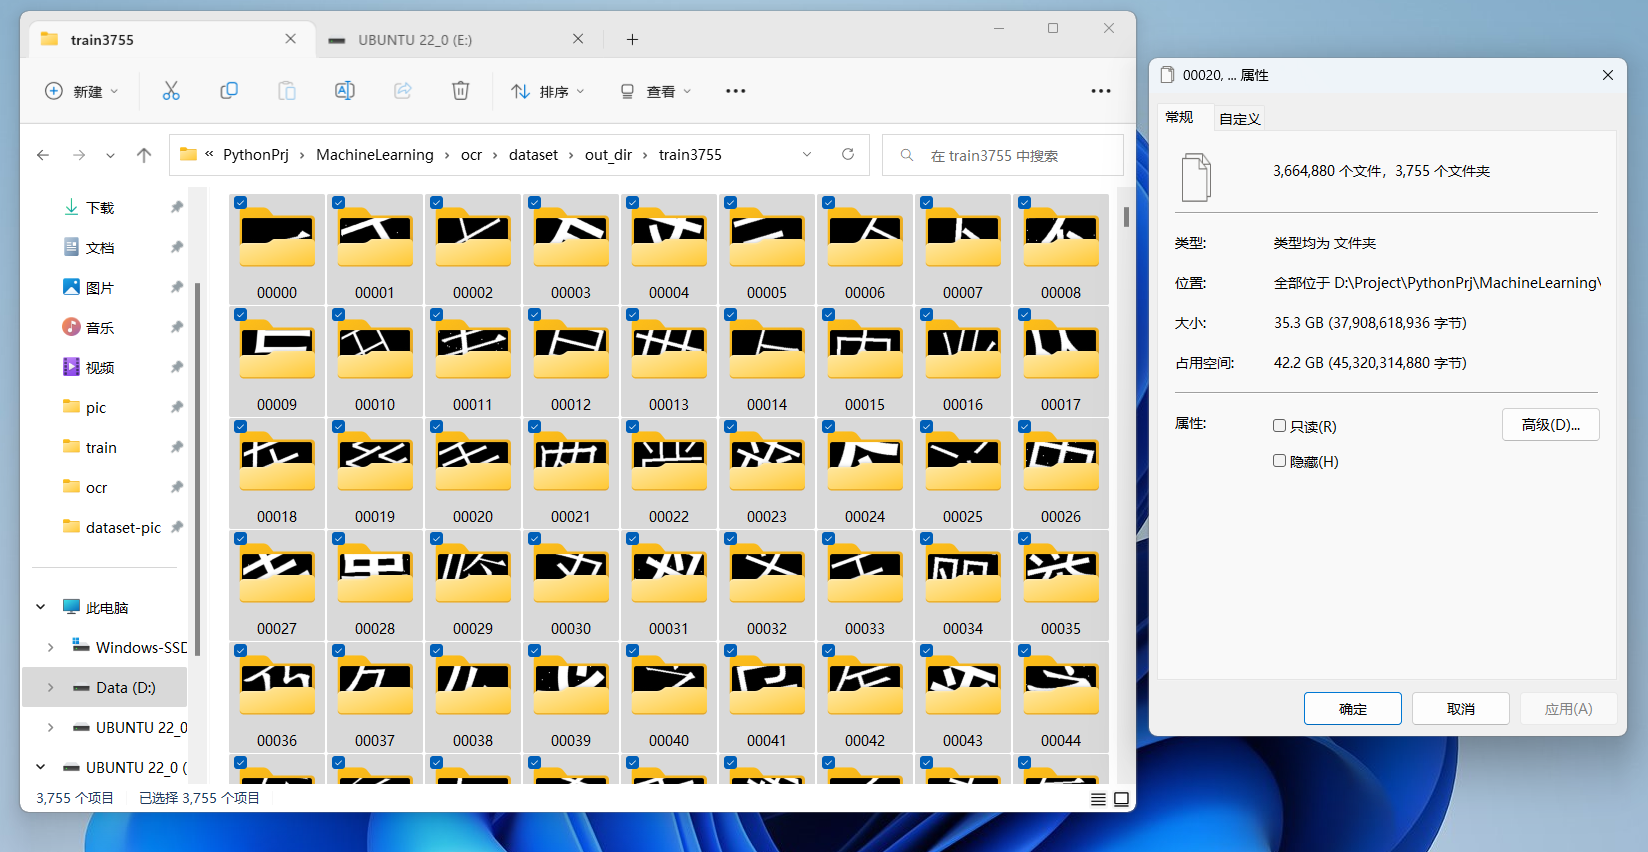 train3755
UBUNTU 22_0 (E:)
新建
排序
查看
« PythonPrj › MachineLearning › ocr › dataset › out_dir › train3755
在 train3755 中搜索
下载
文档
图片
音乐
视频
pic
train
ocr
dataset-pic
此电脑
Windows-SSD
Data (D:)
UBUNTU 22_0
UBUNTU 22_0 (
00000 00001 00002 00003 00004 00005 00006 00007 00008
00009 00010 00011 00012 00013 00014 00015 00016 00017
00018 00019 00020 00021 00022 00023 00024 00025 00026
00027 00028 00029 00030 00031 00032 00033 00034 00035
00036 00037 00038 00039 00040 00041 00042 00043 00044
3,755 个项目
已选择 3,755 个项目
00020, ... 属性
常规
自定义
3,664,880 个文件，3,755 个文件夹
类型: 类型均为 文件夹
位置: 全部位于 D:\Project\PythonPrj\MachineLearning\
大小: 35.3 GB (37,908,618,936 字节)
占用空间: 42.2 GB (45,320,314,880 字节)
属性:
只读(R)
高级(D)...
隐藏(H)
确定
取消
应用(A)